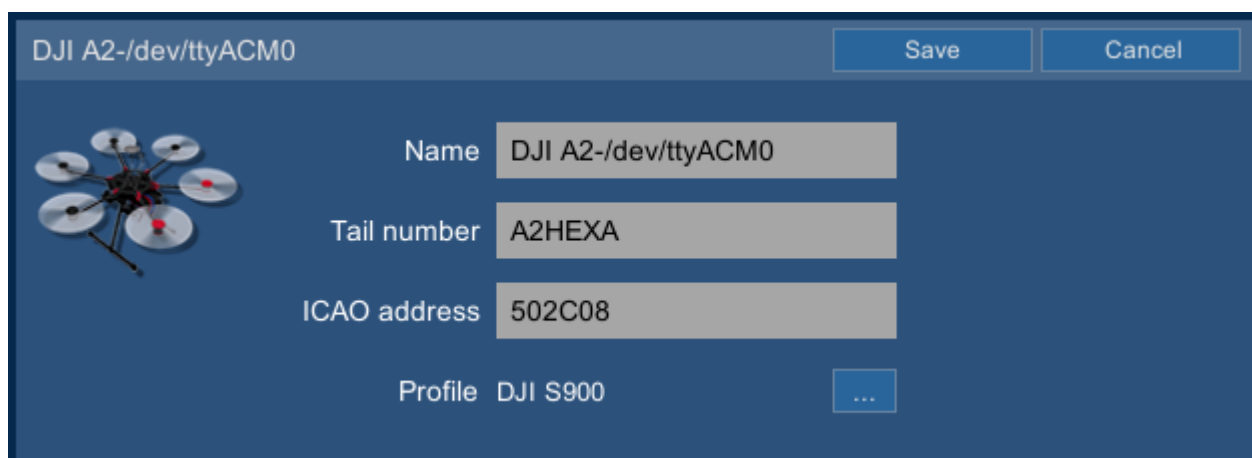 DJI A2-/dev/ttyACM0 Save Cancel
Name DJI A2-/dev/ttyACM0
Tail number A2HEXA
ICAO address 502C08
Profile DJI S900 ...